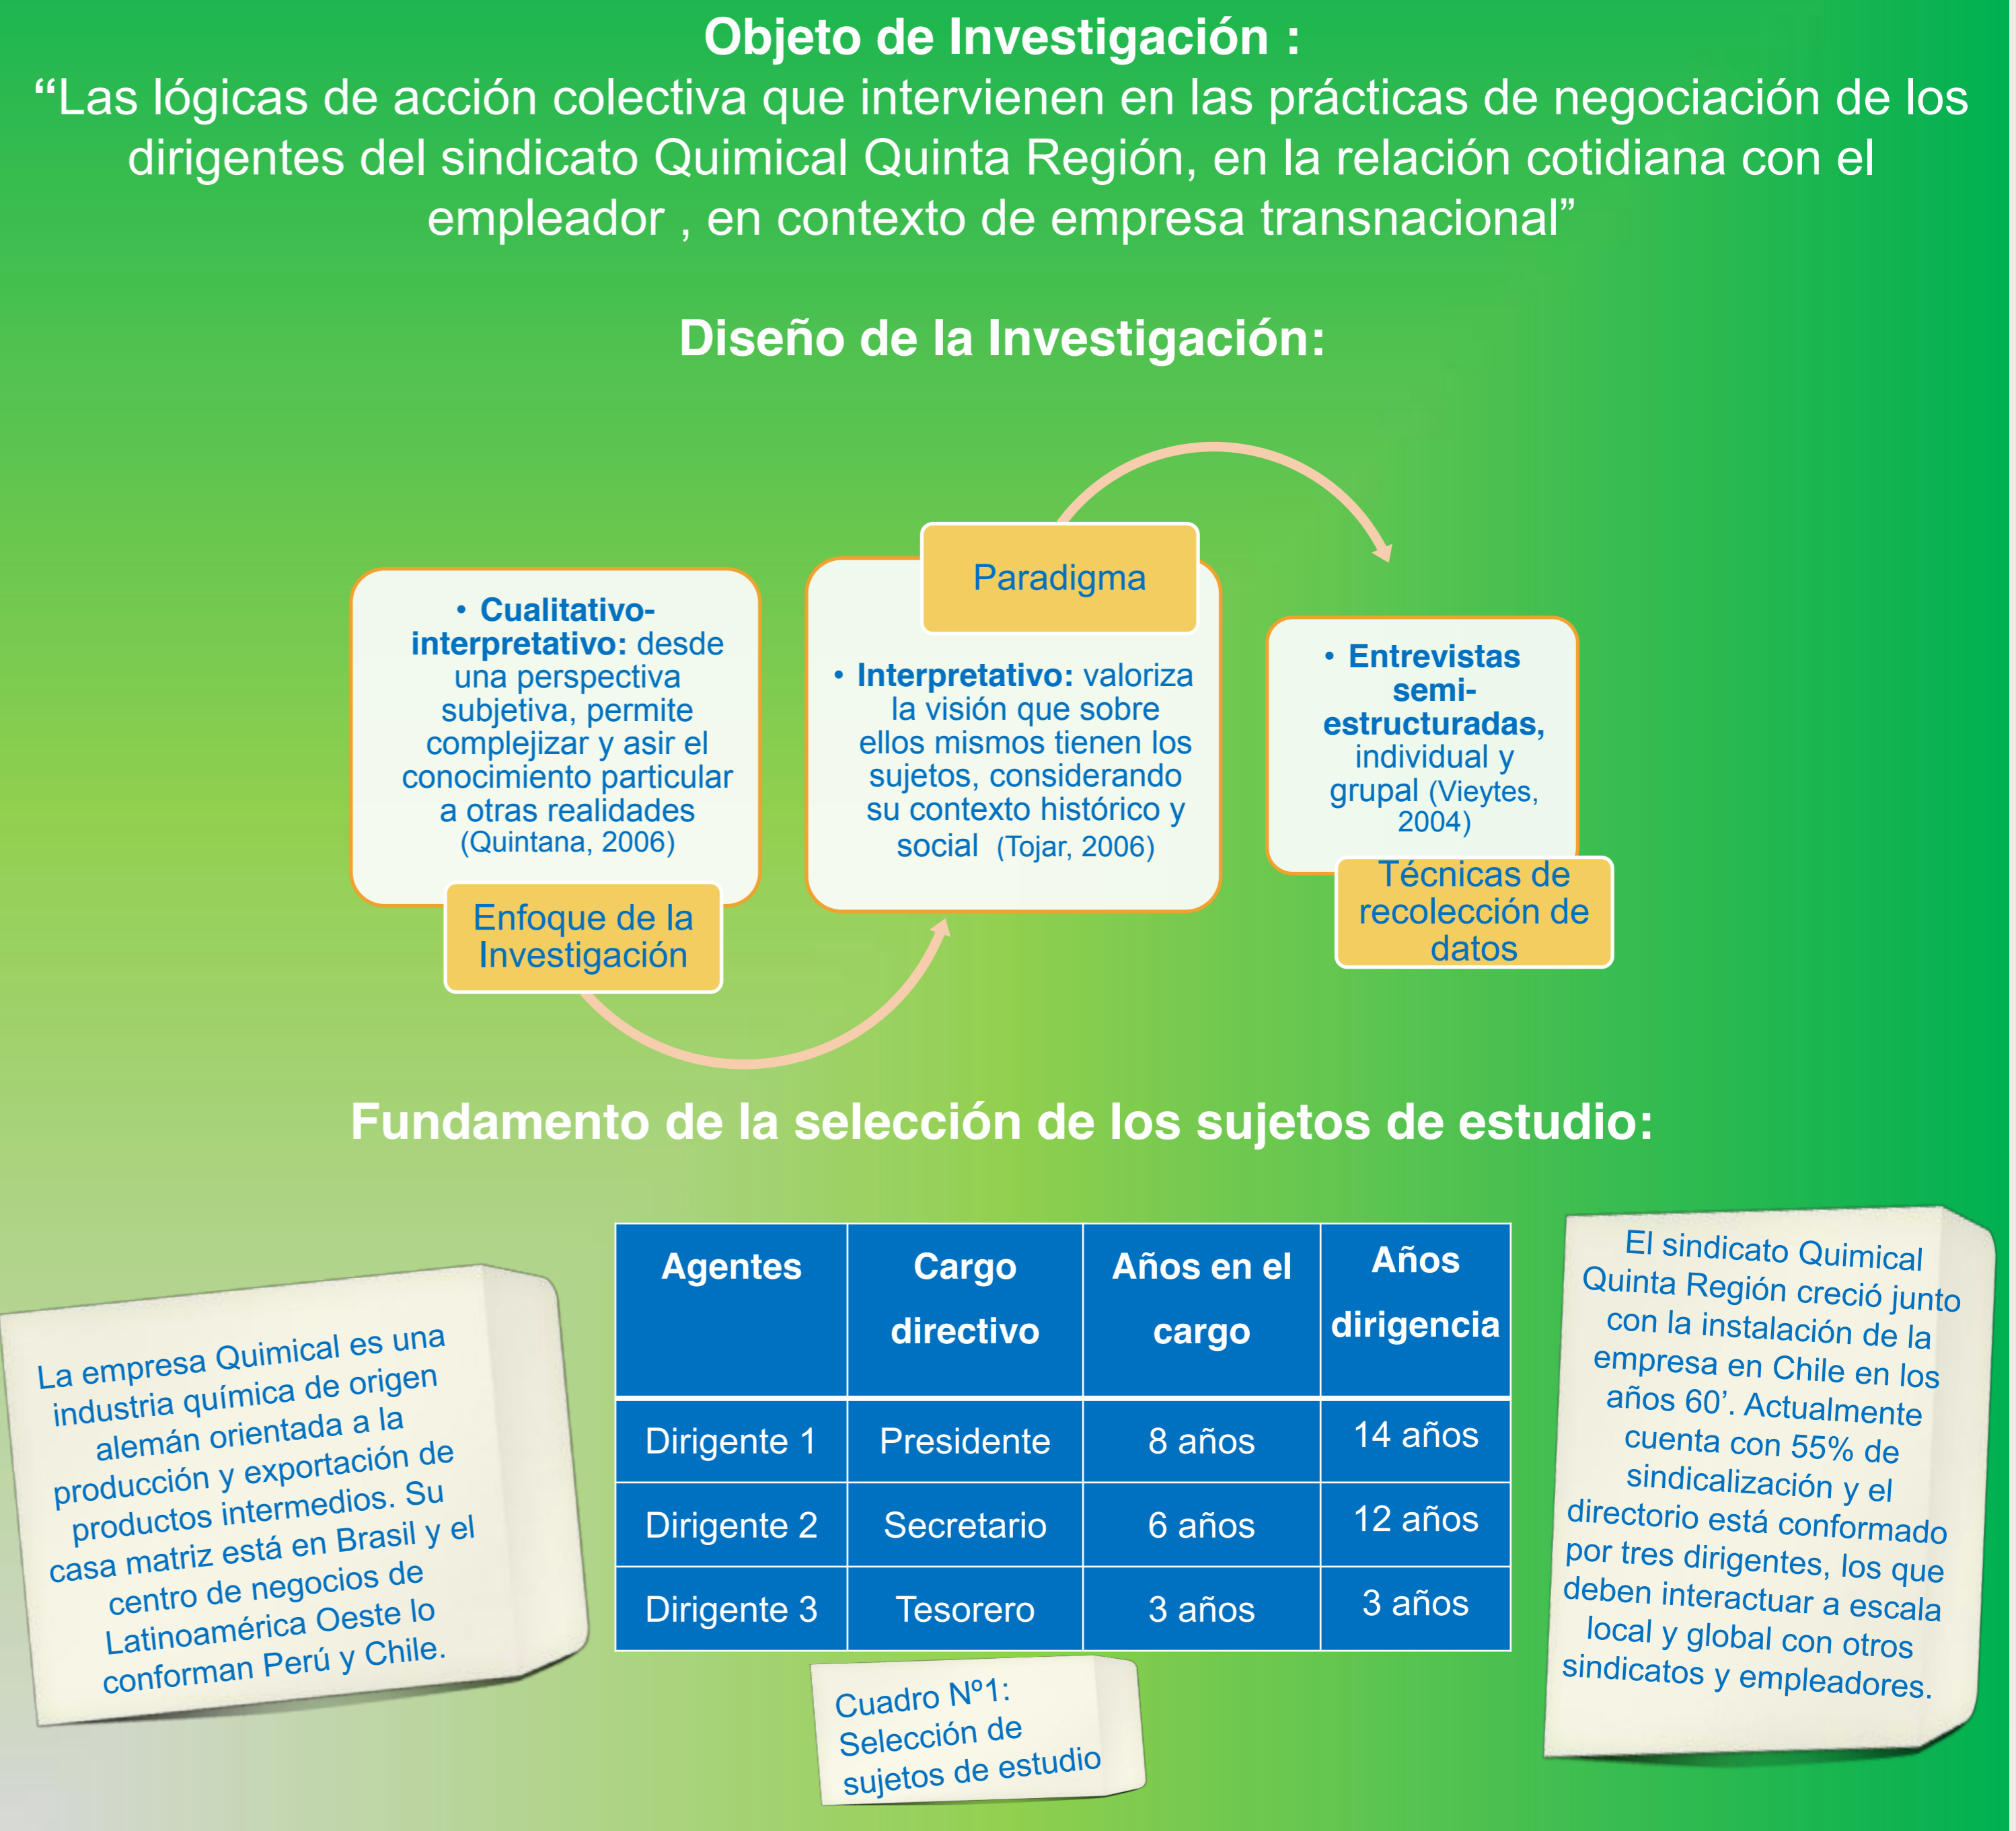 Objeto de Investigación :
“Las lógicas de acción colectiva que intervienen en las prácticas de negociación de los
dirigentes del sindicato Quimical Quinta Región, en la relación cotidiana con el
empleador , en contexto de empresa transnacional”
Diseño de la Investigación:
• Cualitativo-
interpretativo: desde
una perspectiva
subjetiva, permite
complejizar y asir el
conocimiento particular
a otras realidades
(Quintana, 2006)
Enfoque de la
Investigación
Paradigma
• Interpretativo: valoriza
la visión que sobre
ellos mismos tienen los
sujetos, considerando
su contexto histórico y
social (Tojar, 2006)
• Entrevistas
semi-
estructuradas,
individual y
grupal (Vieytes,
2004)
Técnicas de
recolección de
datos
Fundamento de la selección de los sujetos de estudio:
La empresa Quimical es una
industria química de origen
alemán orientada a la
producción y exportación de
productos intermedios. Su
casa matriz está en Brasil y el
centro de negocios de
Latinoamérica Oeste lo
conforman Perú y Chile.
Agentes Cargo directivo Años en el cargo Años dirigencia
Dirigente 1 Presidente 8 años 14 años
Dirigente 2 Secretario 6 años 12 años
Dirigente 3 Tesorero 3 años 3 años
Cuadro Nº1:
Selección de
sujetos de estudio
El sindicato Quimical
Quinta Región creció junto
con la instalación de la
empresa en Chile en los
años 60’. Actualmente
cuenta con 55% de
sindicalización y el
directorio está conformado
por tres dirigentes, los que
deben interactuar a escala
local y global con otros
sindicatos y empleadores.